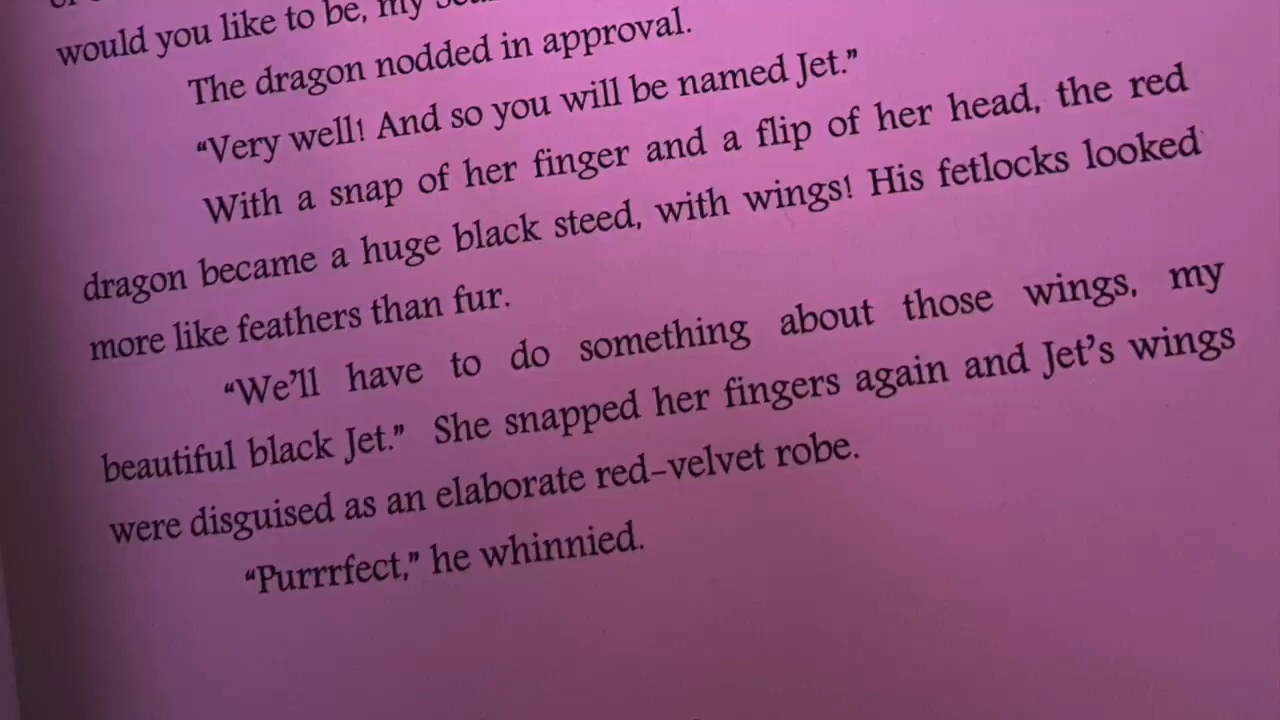 would you like to be, my
The dragon nodded in approval.
“Very well! And so you will be named Jet.”
With a snap of her finger and a flip of her head, the red
dragon became a huge black steed, with wings! His fetlocks looked
more like feathers than fur.
“We’ll have to do something about those wings, my
beautiful black Jet.” She snapped her fingers again and Jet’s wings
were disguised as an elaborate red-velvet robe.
“Purrrfect,” he whinnied.